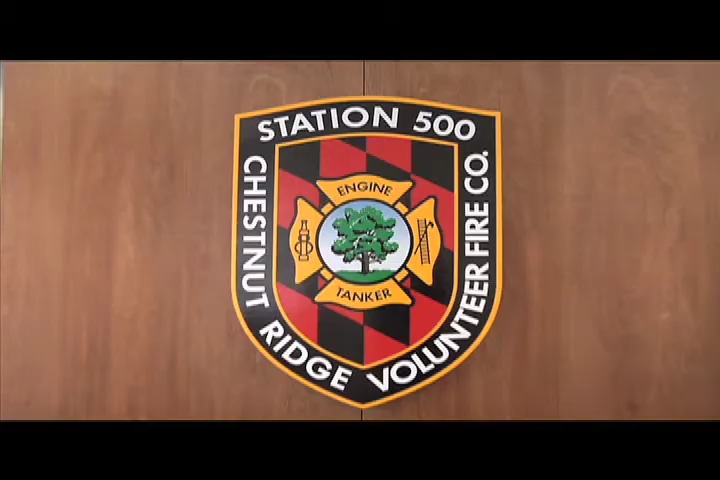 STATION 500
CHESTNUT RIDGE VOLUNTEER FIRE CO.
ENGINE
TANKER